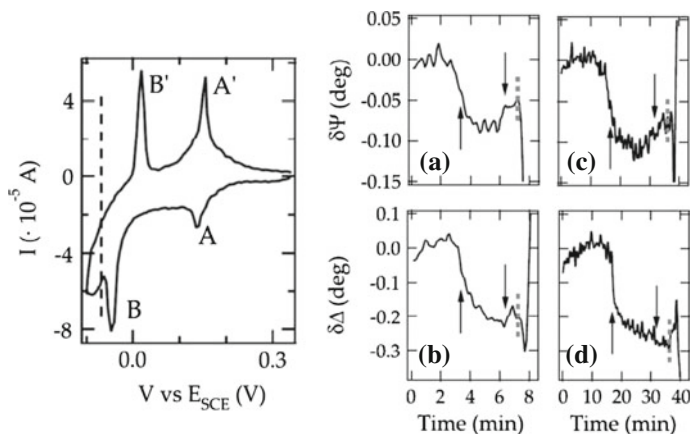 B'
A'
4
0
-4
-8
I (· 10⁻⁵ A)
A
B
0.0
0.3
V vs E_SCE (V)
0.05
0.00
-0.05
-0.10
-0.15
δΨ (deg)
(a)
(c)
0.1
0.0
-0.1
-0.2
-0.3
δΔ (deg)
(b)
(d)
0 2 4 6 8
0 10 20 30 40
Time (min)
Time (min)